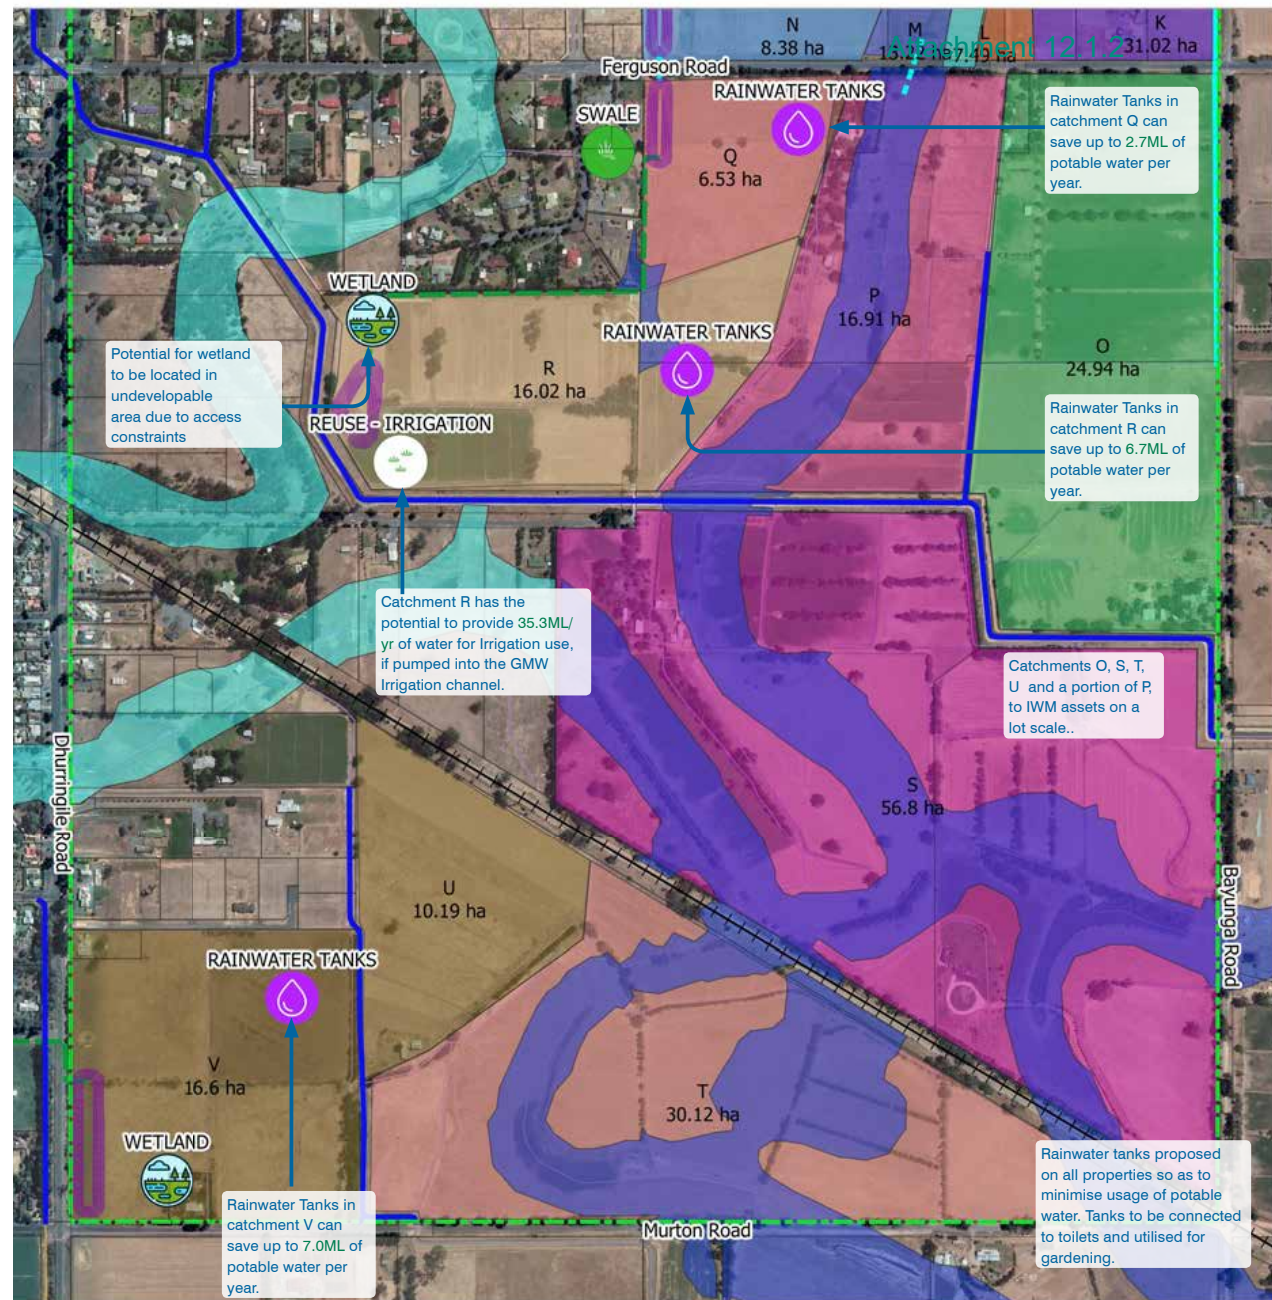 N
8.38 ha
M
L
K
31.02 ha
Attachment 12.1.2
Ferguson Road
RAINWATER TANKS
SWALE
Q
6.53 ha
Rainwater Tanks in
catchment Q can
save up to 2.7ML of
potable water per
year.
WETLAND
P
16.91 ha
RAINWATER TANKS
O
24.94 ha
Potential for wetland
to be located in
undevelopable
area due to access
constraints
R
16.02 ha
REUSE - IRRIGATION
Rainwater Tanks in
catchment R can
save up to 6.7ML of
potable water per
year.
Catchment R has the
potential to provide 35.3ML/
yr of water for Irrigation use,
if pumped into the GMW
Irrigation channel.
Catchments O, S, T,
U and a portion of P,
to IWM assets on a
lot scale..
Dhurringile Road
S
56.8 ha
U
10.19 ha
Bayunga Road
RAINWATER TANKS
V
16.6 ha
T
30.12 ha
WETLAND
Rainwater Tanks in
catchment V can
save up to 7.0ML of
potable water per
year.
Murton Road
Rainwater tanks proposed
on all properties so as to
minimise usage of potable
water. Tanks to be connected
to toilets and utilised for
gardening.